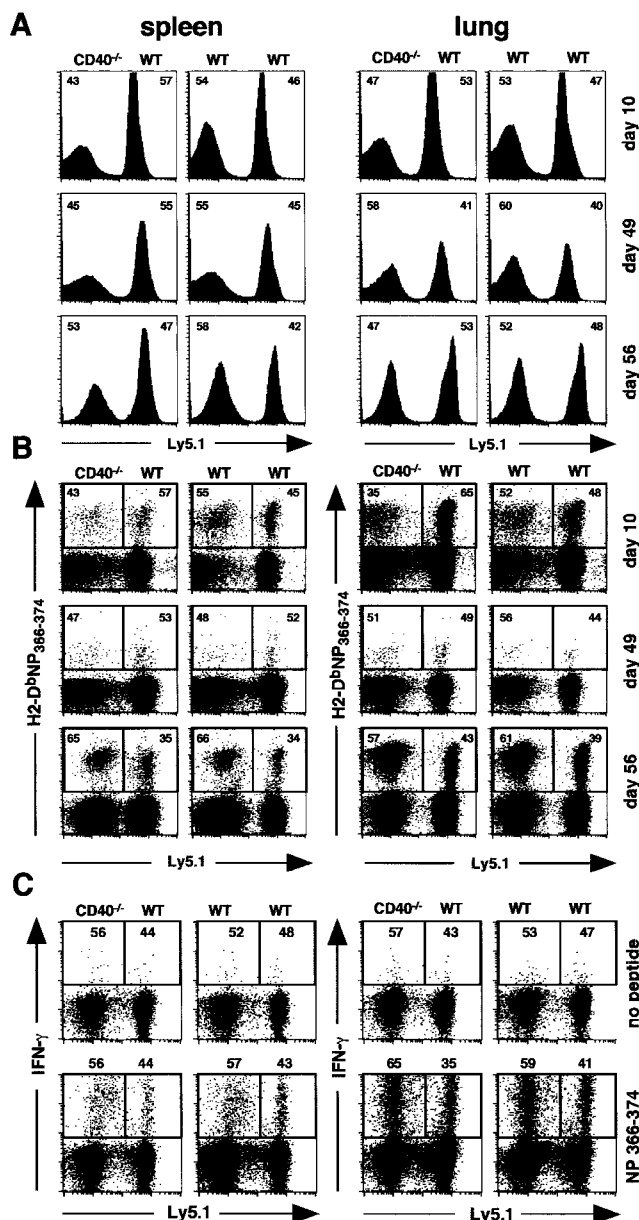 A
spleen
lung
CD40-/- WT WT
CD40-/- WT WT
43 57 54 46
47 53 53 47
day 10
45 55 55 45
58 41 60 40
day 49
53 47 58 42
47 53 52 48
day 56
Ly5.1
Ly5.1
B
CD40-/- WT WT WT
CD40-/- WT WT WT
43 57 55 45
35 65 52 48
day 10
47 53 48 52
51 49 56 44
day 49
65 35 66 34
57 43 61 39
day 56
H2-DbNP366-374
H2-DbNP366-374
Ly5.1
Ly5.1
C
CD40-/- WT WT WT
CD40-/- WT WT WT
56 44 52 48
57 43 53 47
no peptide
56 44 57 43
65 35 59 41
NP 366-374
IFN-γ
IFN-γ
Ly5.1
Ly5.1